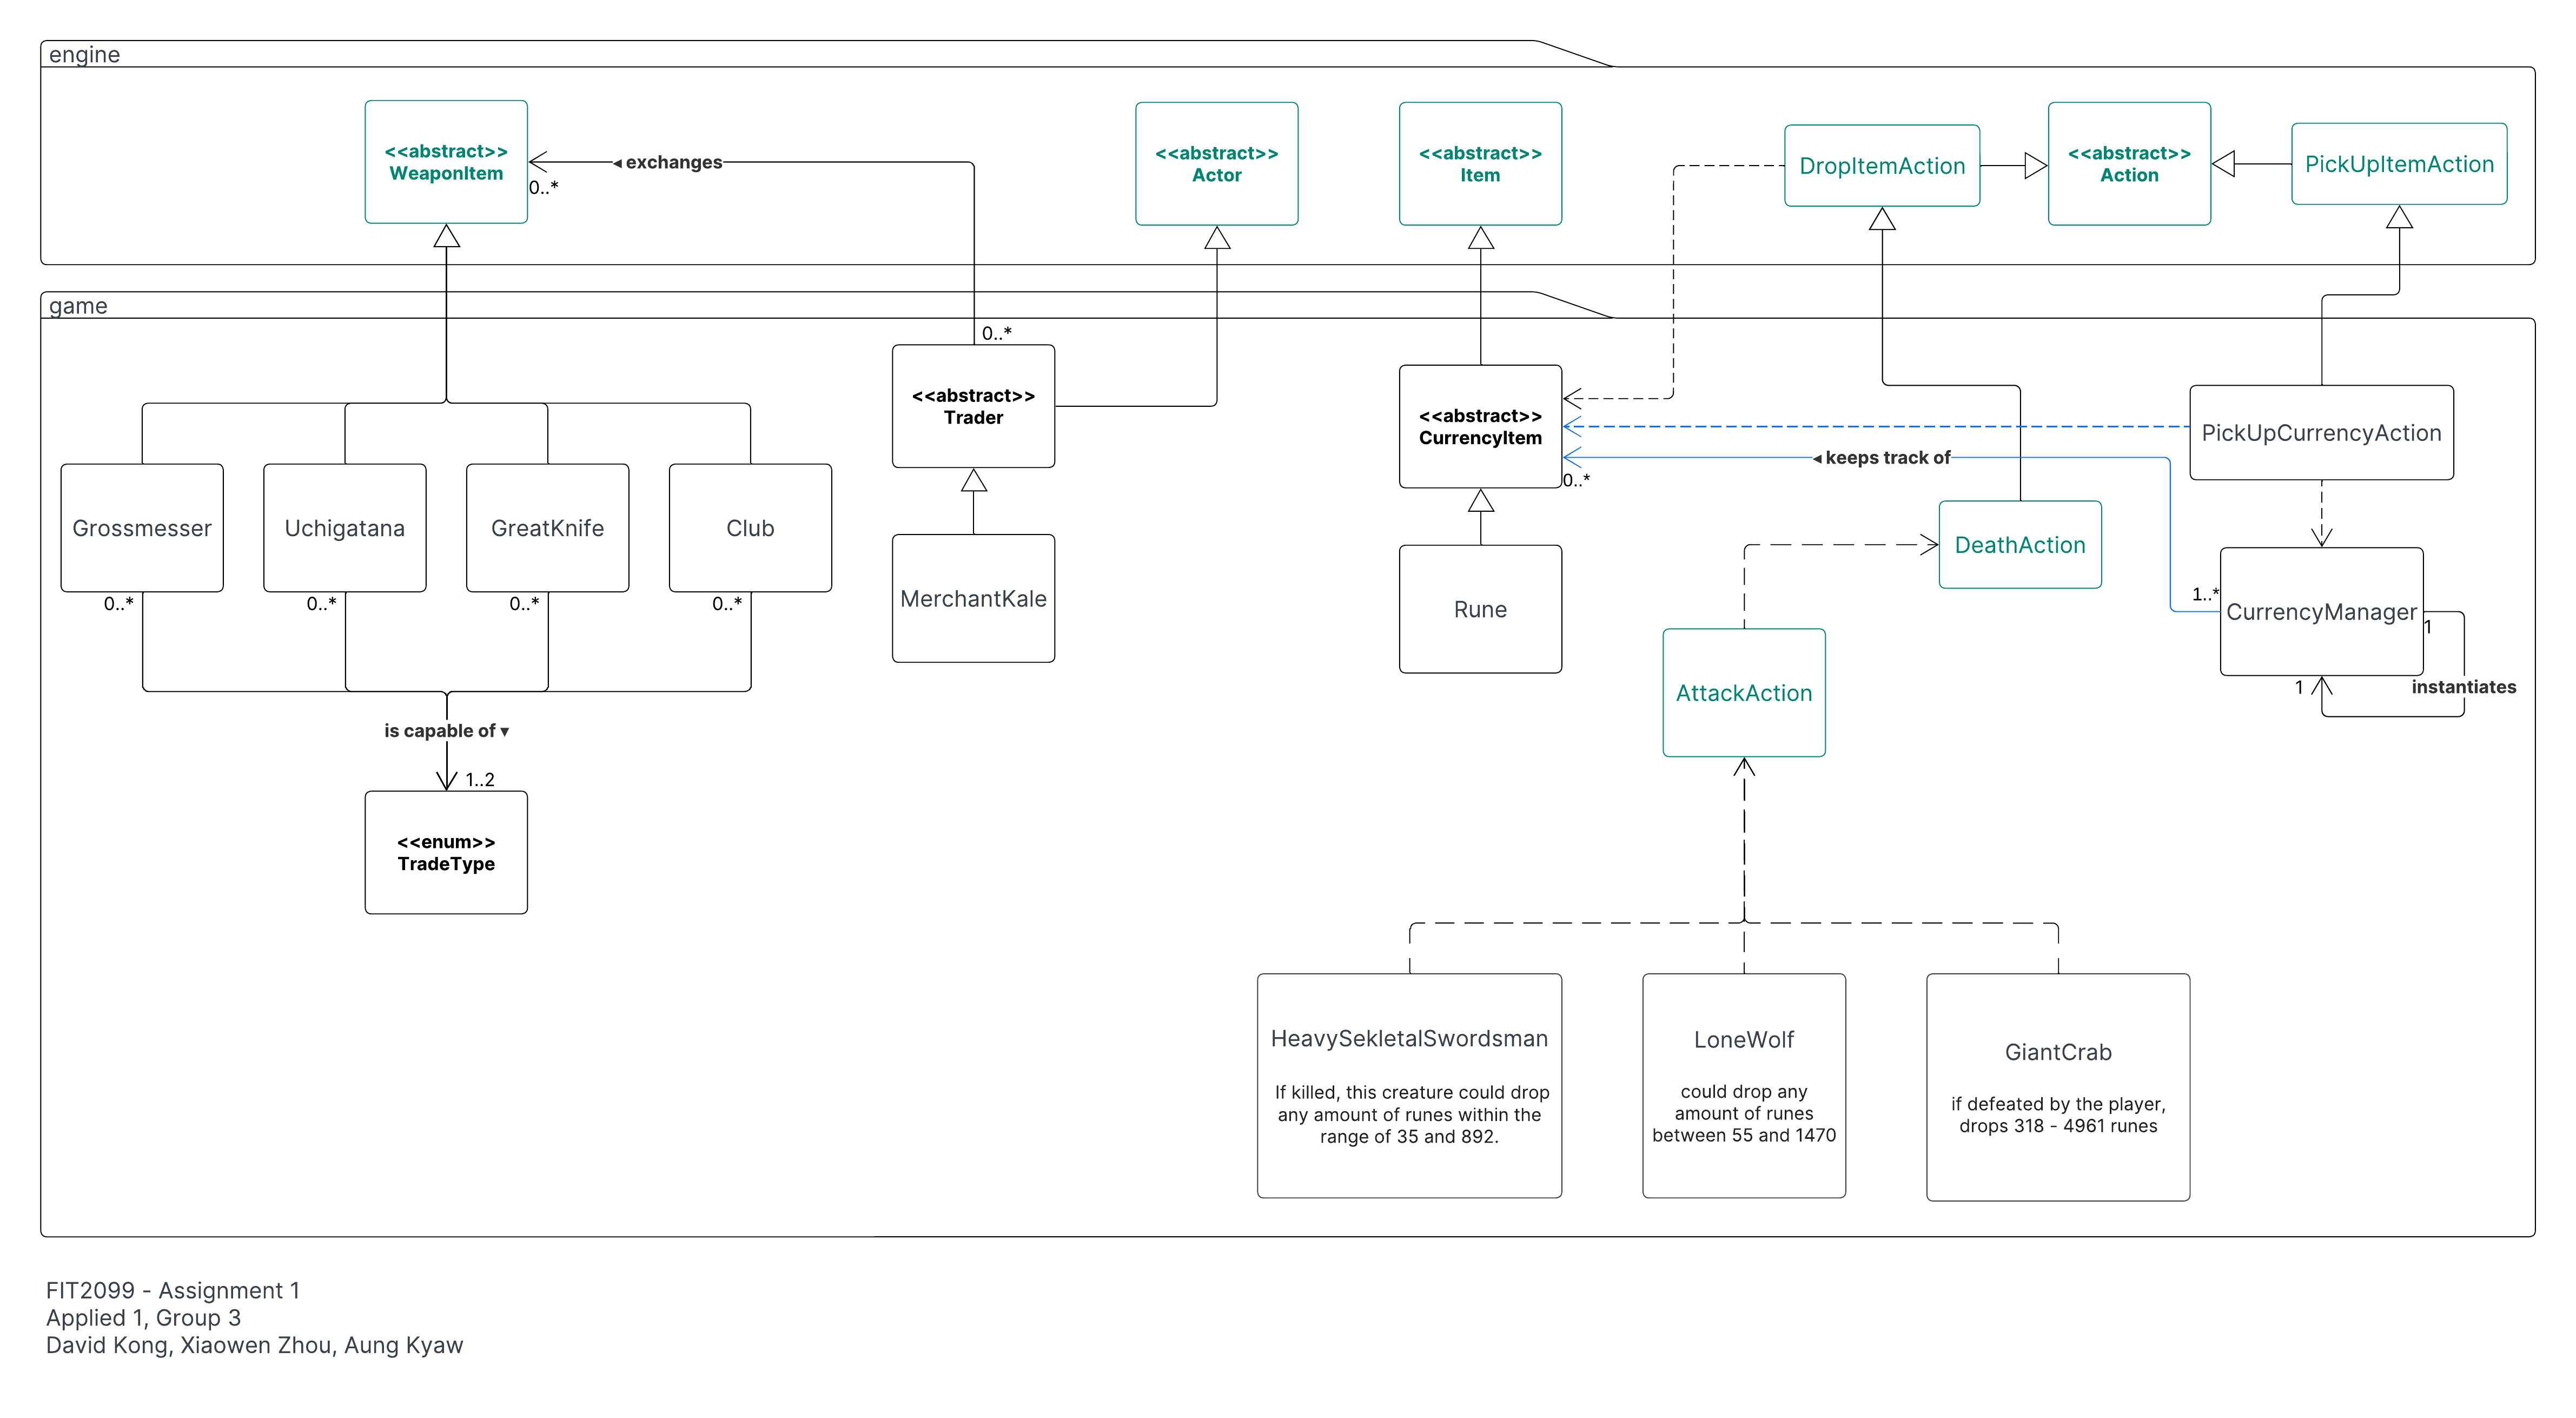 engine
<<abstract>>
WeaponItem
0..*
◂ exchanges
<<abstract>>
Actor
<<abstract>>
Item
DropItemAction
<<abstract>>
Action
PickUpItemAction
game
0..*
<<abstract>>
Trader
<<abstract>>
CurrencyItem
0..*
◂ keeps track of
PickUpCurrencyAction
Grossmesser
0..*
Uchigatana
0..*
GreatKnife
0..*
Club
0..*
MerchantKale
Rune
DeathAction
AttackAction
1..*
CurrencyManager
1
1
instantiates
is capable of ▾
1..2
<<enum>>
TradeType
HeavySekletalSwordsman
If killed, this creature could drop
any amount of runes within the
range of 35 and 892.
LoneWolf
could drop any
amount of runes
between 55 and 1470
GiantCrab
if defeated by the player,
drops 318 - 4961 runes
FIT2099 - Assignment 1
Applied 1, Group 3
David Kong, Xiaowen Zhou, Aung Kyaw